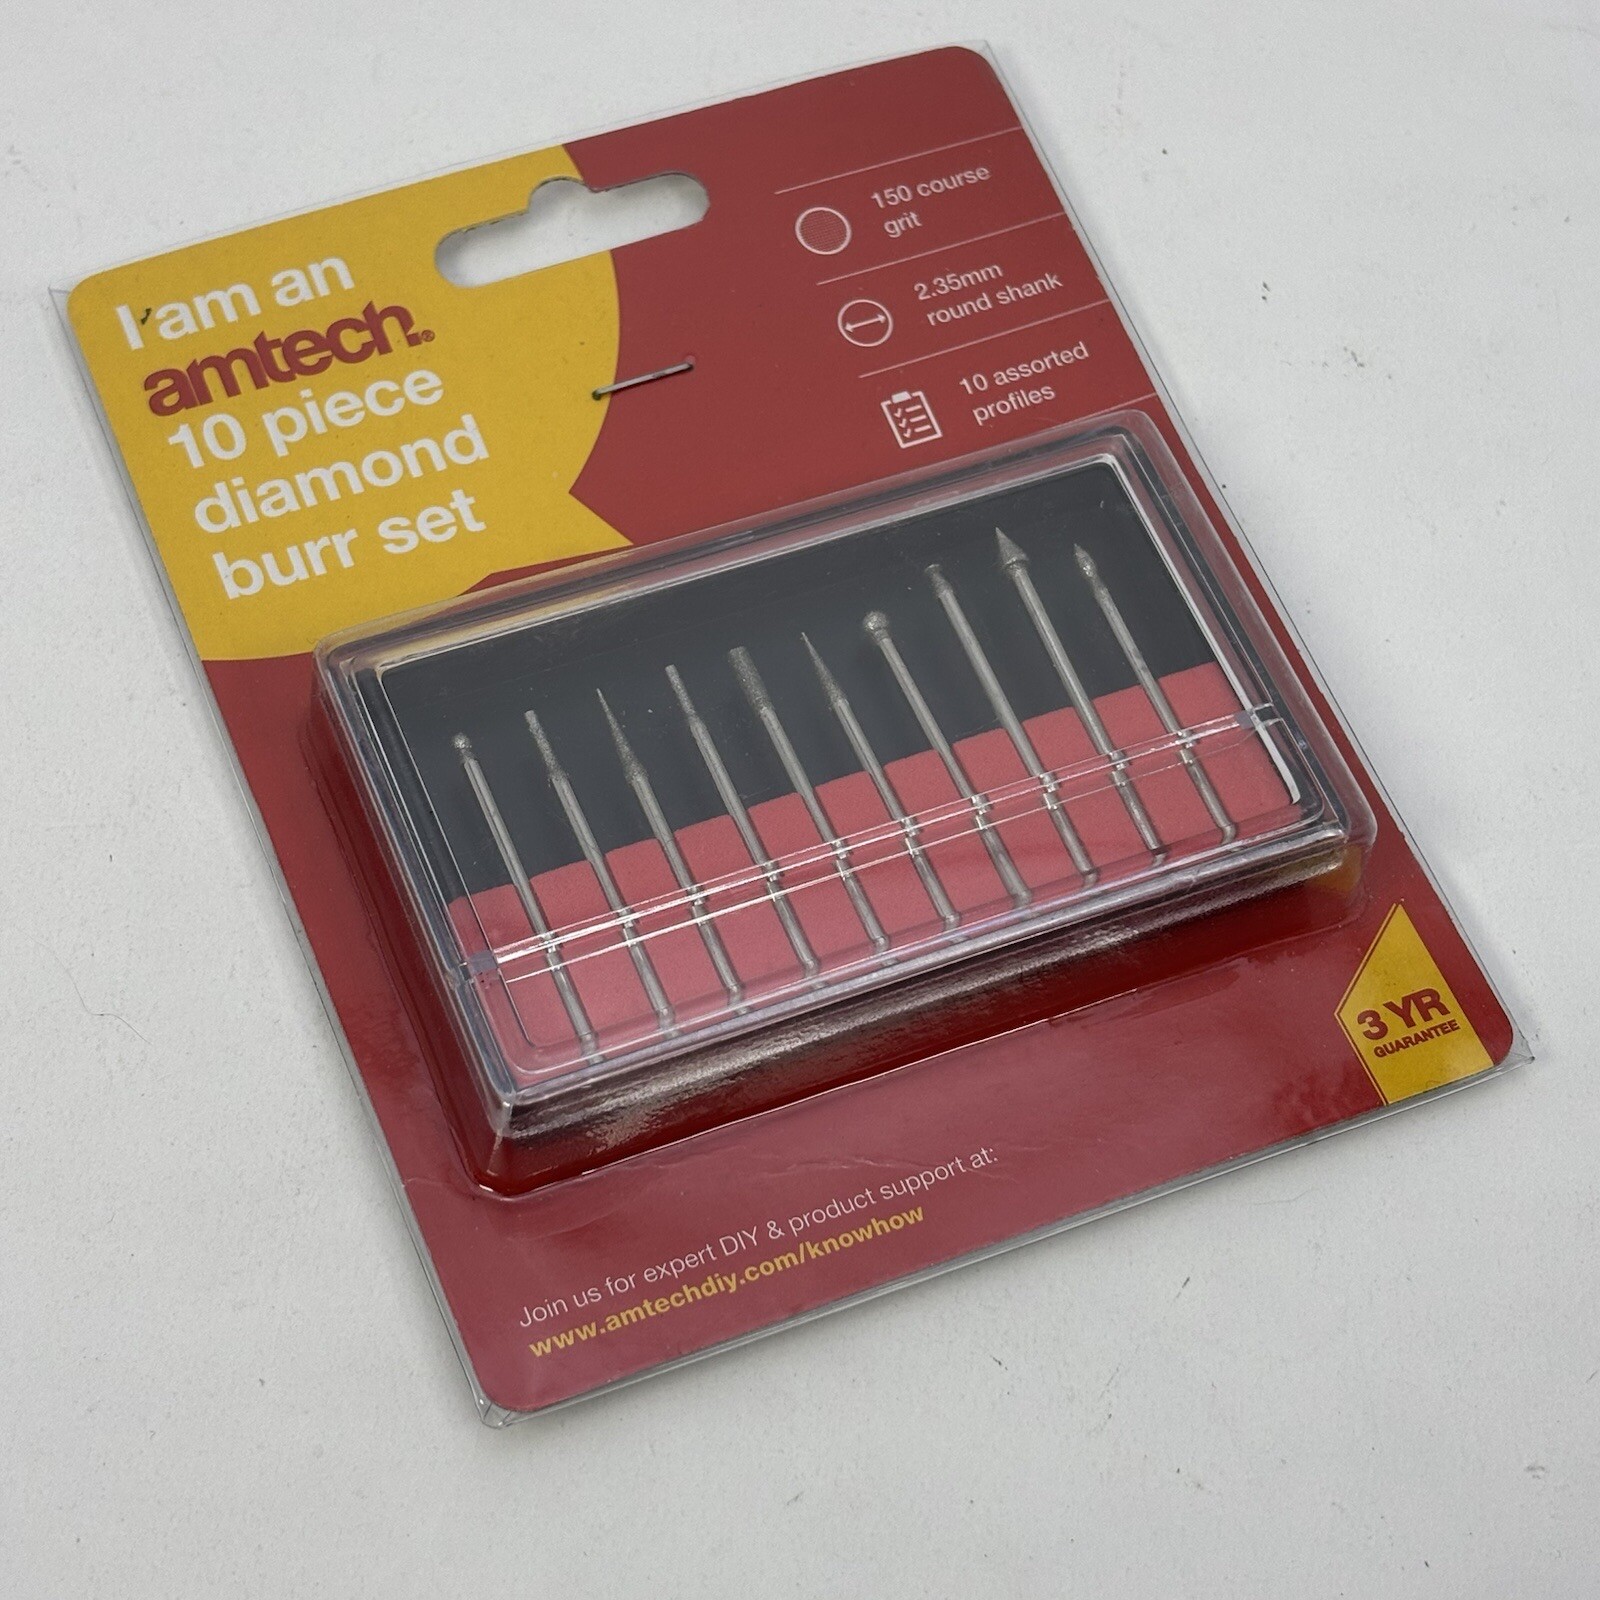 I am an
amtech®
10 piece
diamond
burr set
150 course
grit
2.35mm
round shank
10 assorted
profiles
3 YR
GUARANTEE
Join us for expert DIY & product support at:
www.amtechdiy.com/knowhow